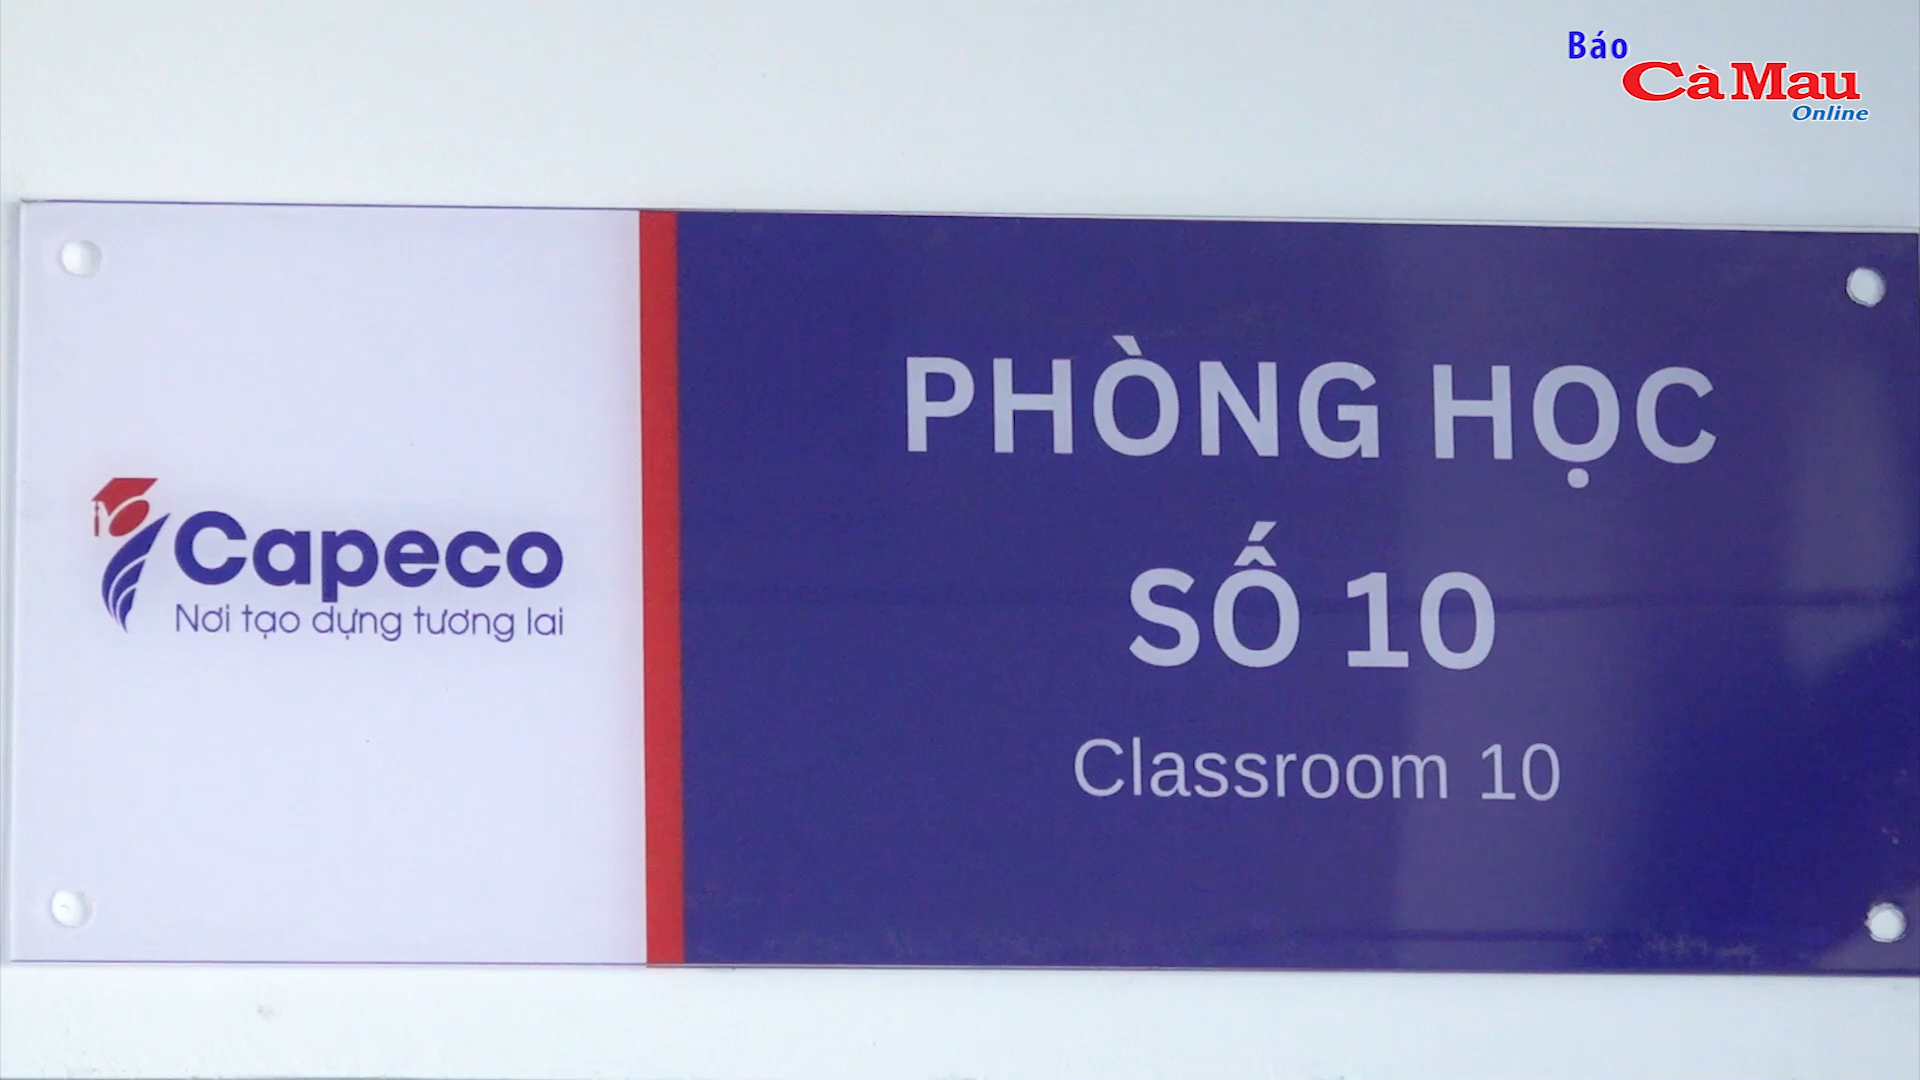 Báo
Cà Mau
Online
Capeco
Nơi tạo dựng tương lai
PHÒNG HỌC
SỐ 10
Classroom 10